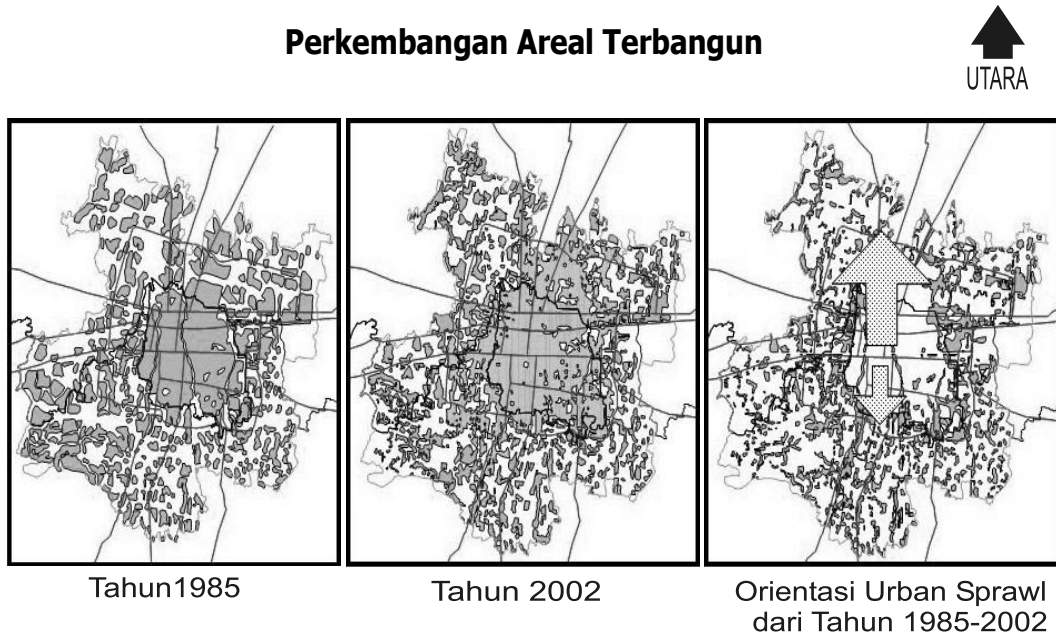 Perkembangan Areal Terbangun
UTARA
Tahun1985
Tahun 2002
Orientasi Urban Sprawl
dari Tahun 1985-2002